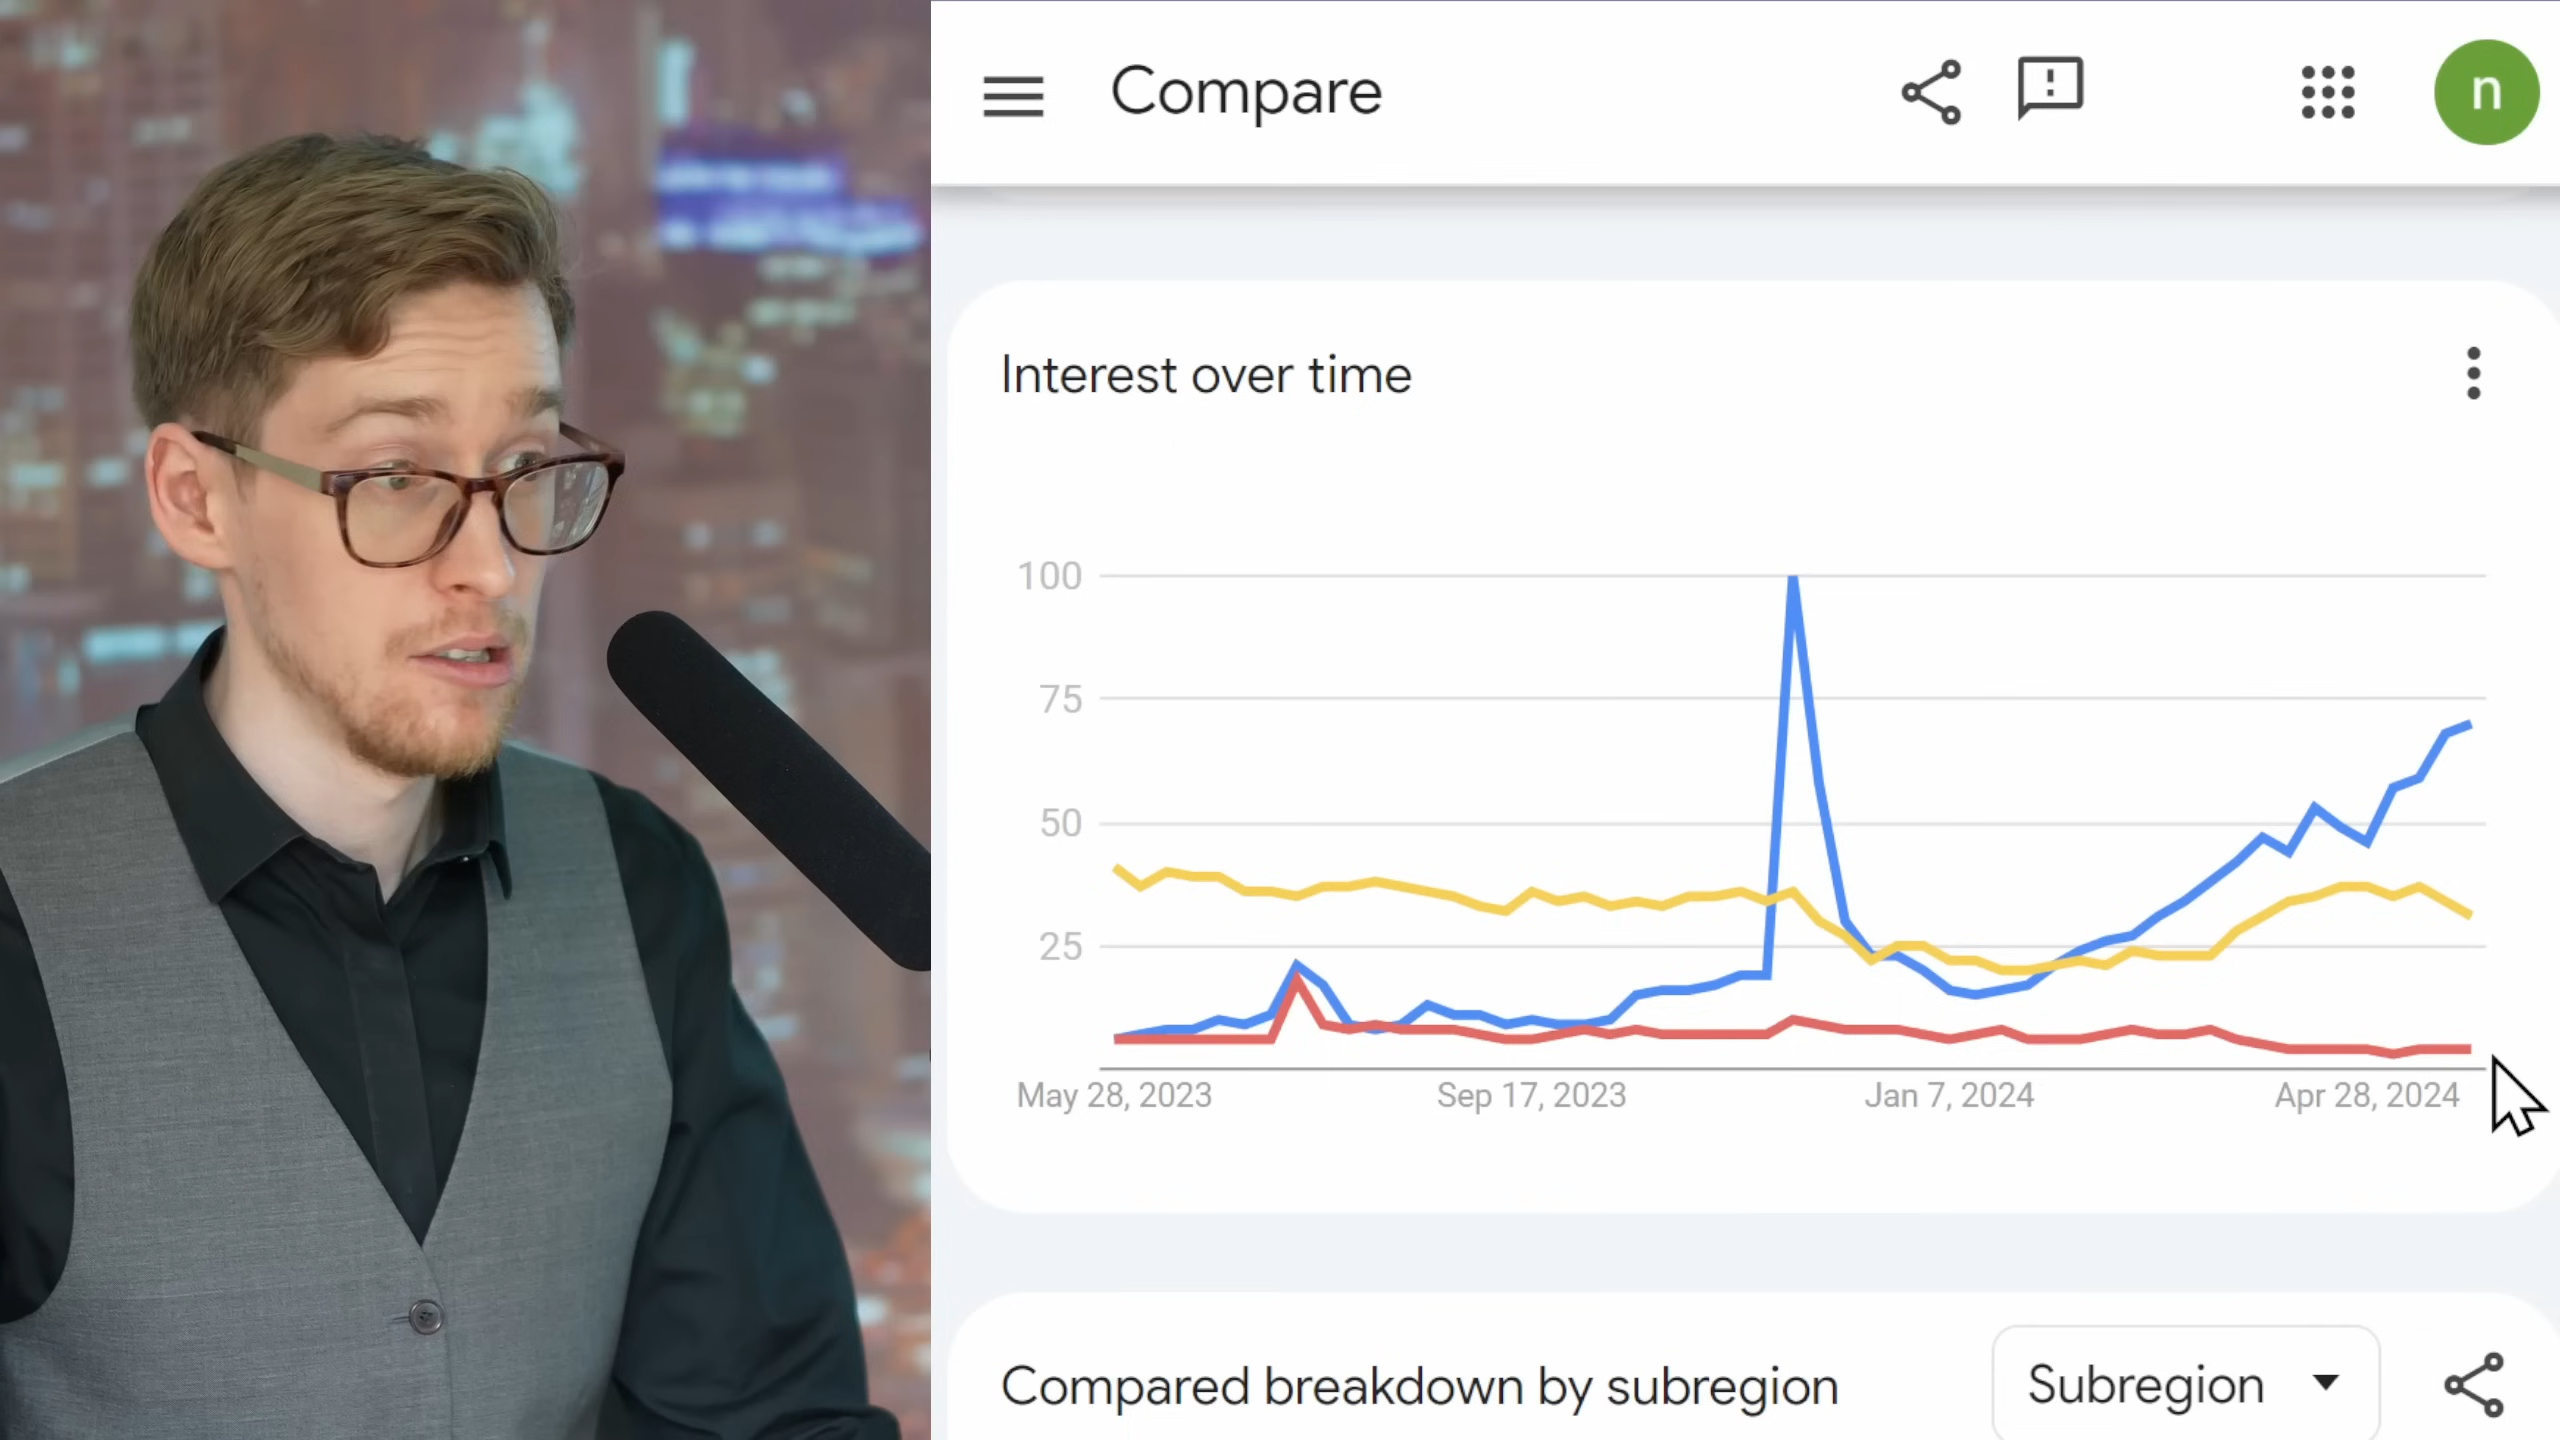 Compare
n
Interest over time
100
75
50
25
May 28, 2023 Sep 17, 2023 Jan 7, 2024 Apr 28, 2024
Compared breakdown by subregion Subregion